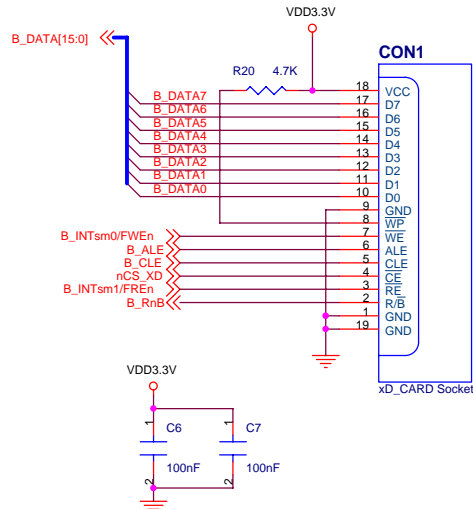 VDD3.3V
B_DATA[15:0]
CON1
R20 4.7K
18 VCC
B_DATA7 17 D7
B_DATA6 16 D6
B_DATA5 15 D5
B_DATA4 14 D4
B_DATA3 13 D3
B_DATA2 12 D2
B_DATA1 11 D1
B_DATA0 10 D0
9 GND
8 WP
B_INTsm0/FWEn 7 WE
B_ALE 6 ALE
B_CLE 5 CLE
nCS_XD 4 CE
B_INTsm1/FREn 3 RE
B_RnB 2 R/B
1 GND
19 GND
xD_CARD Socket
VDD3.3V
1 C6 1 C7
100nF 100nF
2 2